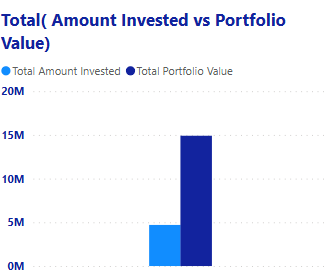 Total( Amount Invested vs Portfolio
Value)
Total Amount Invested Total Portfolio Value
20M
15M
10M
5M
0M